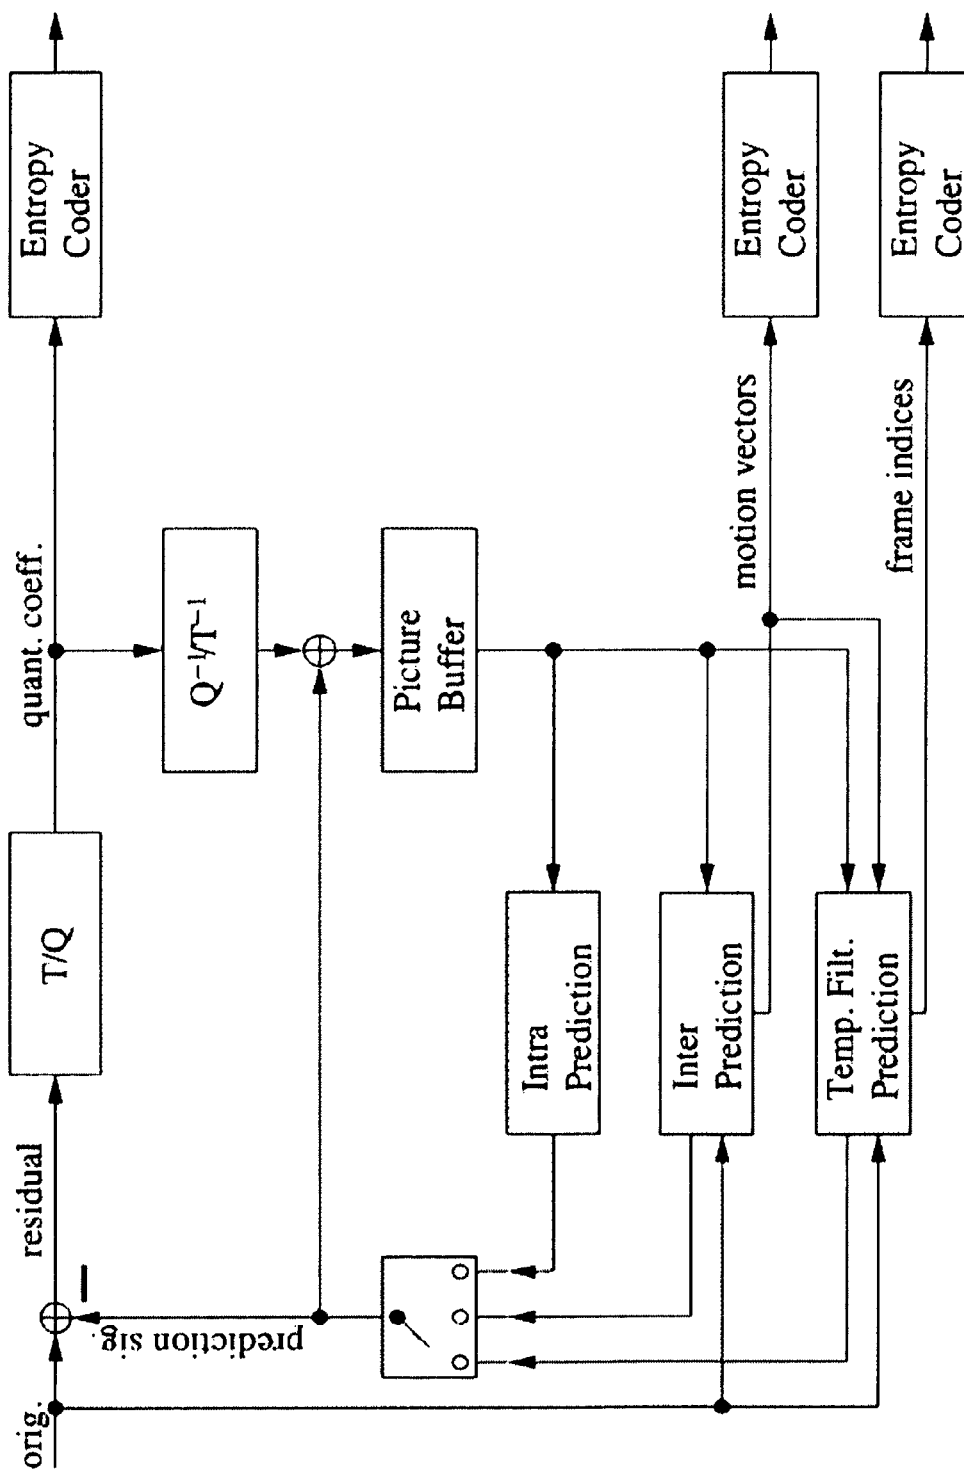 orig.
residual
T/Q
quant. coeff.
Entropy
Coder
prediction sig.
Q⁻¹/T⁻¹
Picture
Buffer
Intra
Prediction
Inter
Prediction
motion vectors
Entropy
Coder
Temp. Filt.
Prediction
frame indices
Entropy
Coder